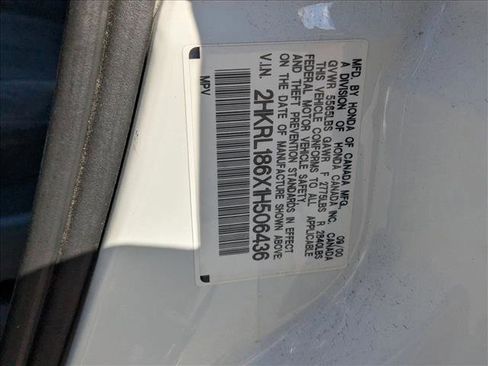 MFD. BY HONDA OF CANADA MFG. 09/00
A DIVISION OF HONDA CANADA INC. CANADA
GVWR 5565LBS GAWR F 2775LBS R 2840LBS
THIS VEHICLE CONFORMS TO ALL APPLICABLE
FEDERAL MOTOR VEHICLE SAFETY
AND THEFT PREVENTION STANDARDS IN EFFECT
ON THE DATE OF MANUFACTURE SHOWN ABOVE.
V.I.N. 2HKRL186X1H506436
MPV